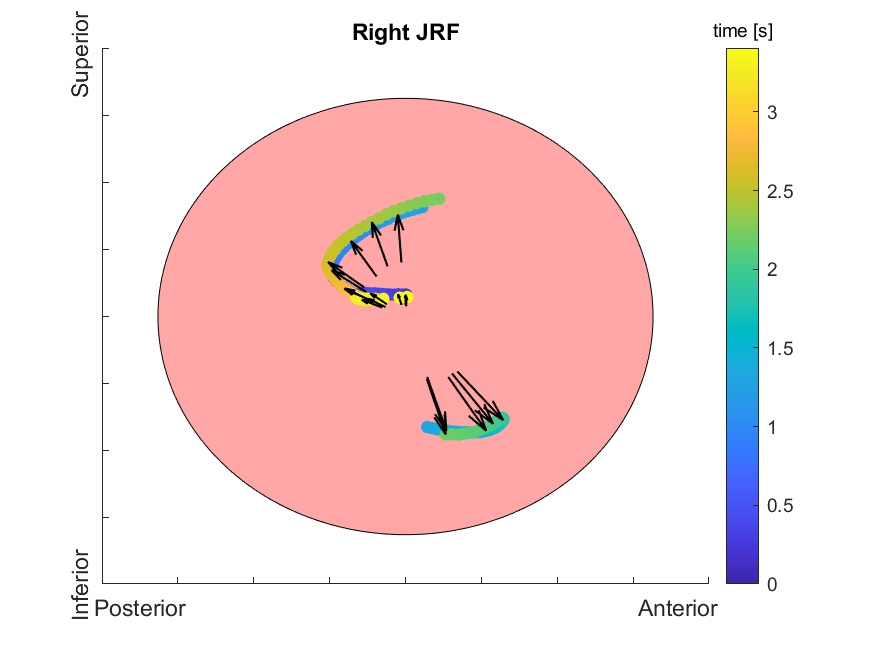 Right JRF
time [s]
Superior
Inferior
Posterior
Anterior
3
2.5
2
1.5
1
0.5
0